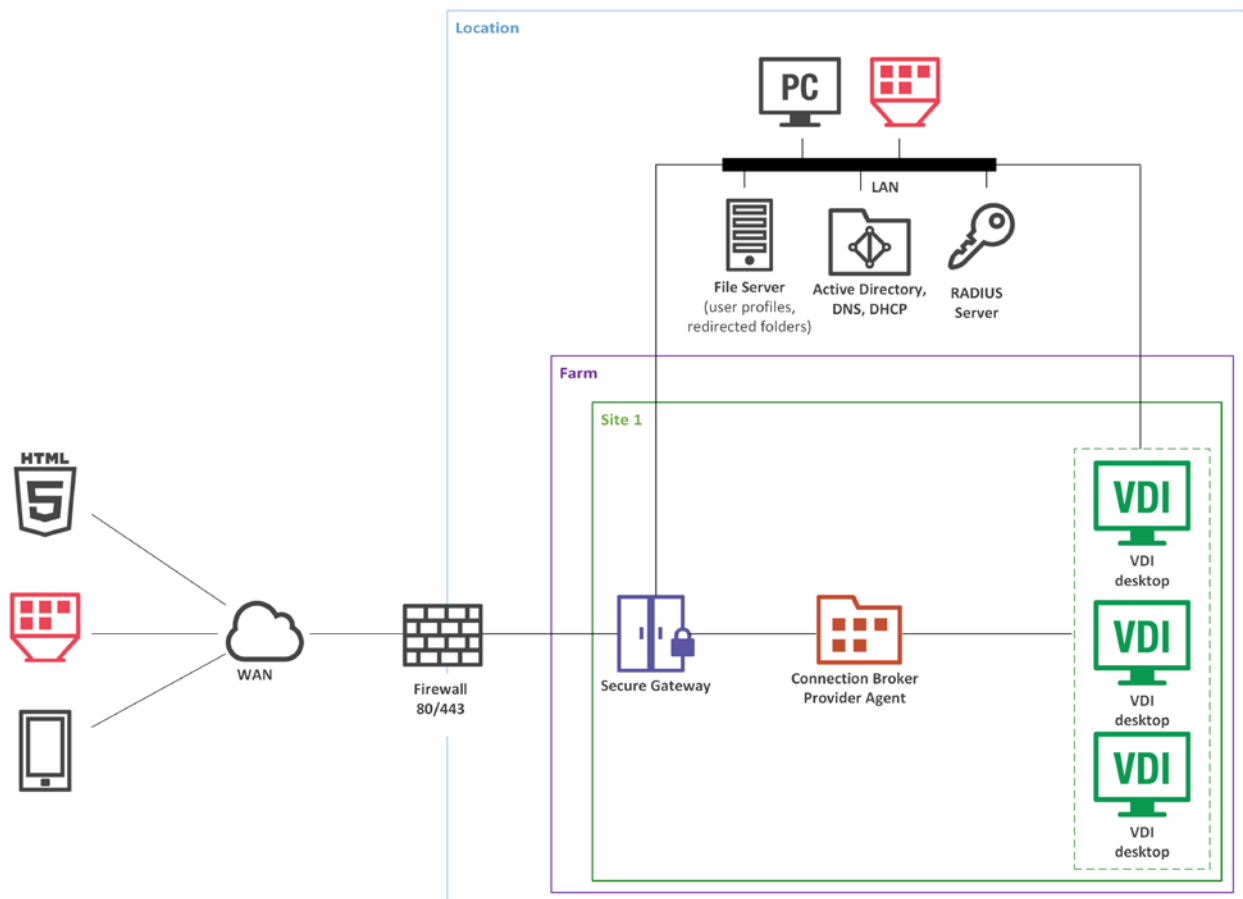 Location
PC
LAN
File Server
(user profiles,
redirected folders)
Active Directory,
DNS, DHCP
RADIUS
Server
Farm
Site 1
HTML
5
WAN
Firewall
80/443
Secure Gateway
Connection Broker
Provider Agent
VDI
VDI
desktop
VDI
VDI
desktop
VDI
VDI
desktop